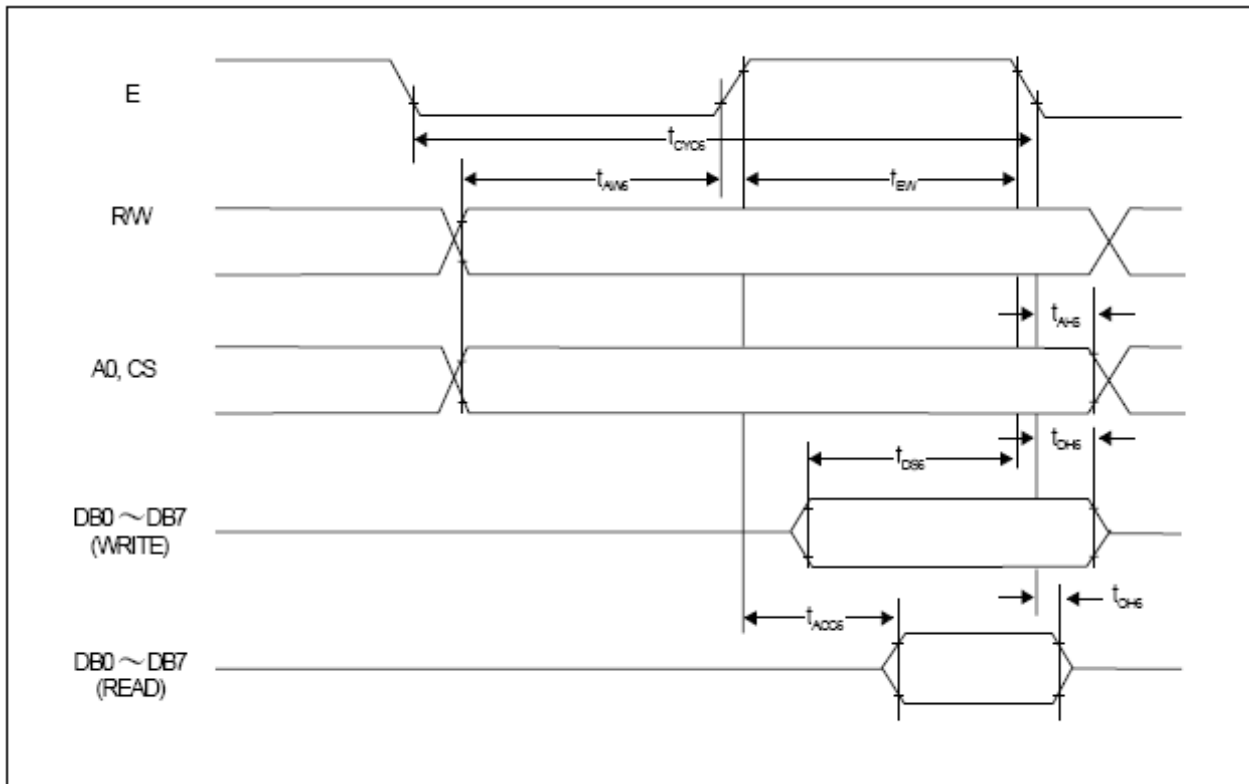 E
tCYC6
tAW6
tEW
R/W
tAH6
A0, CS
tDH6
tDS6
DB0 ～ DB7
(WRITE)
tOH6
tACC6
DB0 ～ DB7
(READ)